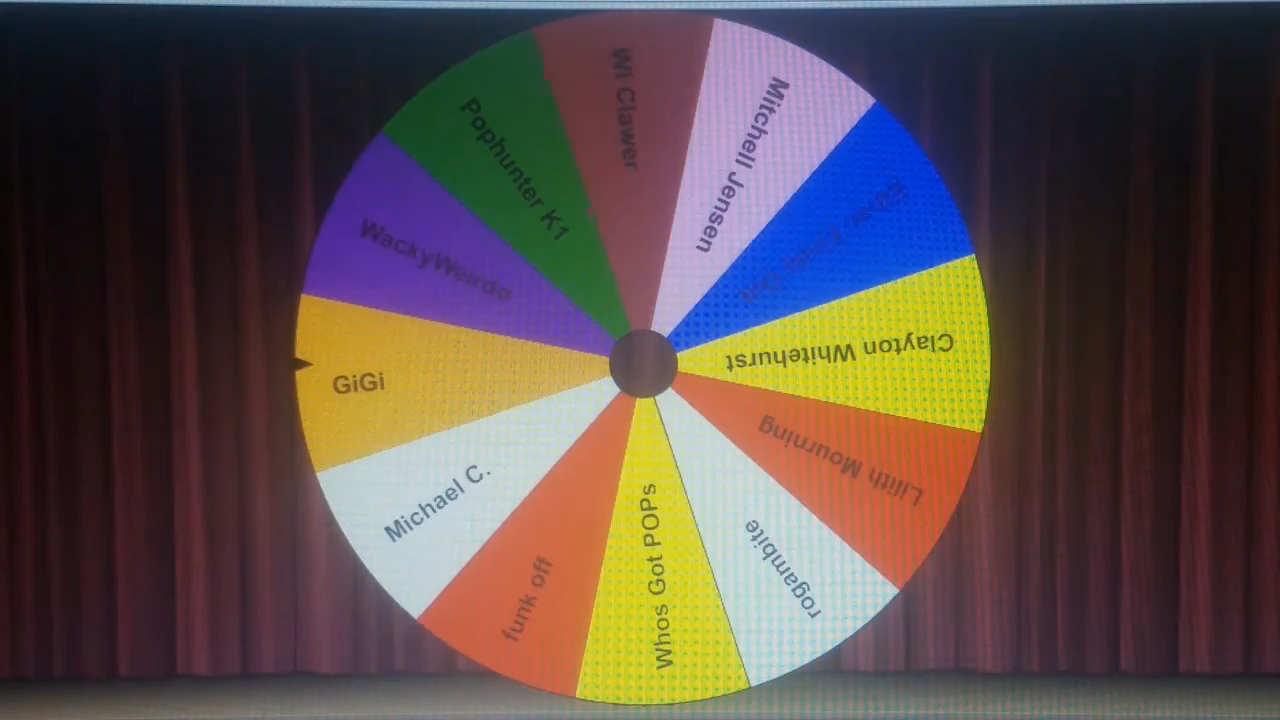 WI Clawer
Mitchell Jensen
Clayton Whitehurst
Lilith Mourning
rogambite
Whos Got POPs
funk off
Michael C.
GiGi
WackyWeirdo
Pophunter K1